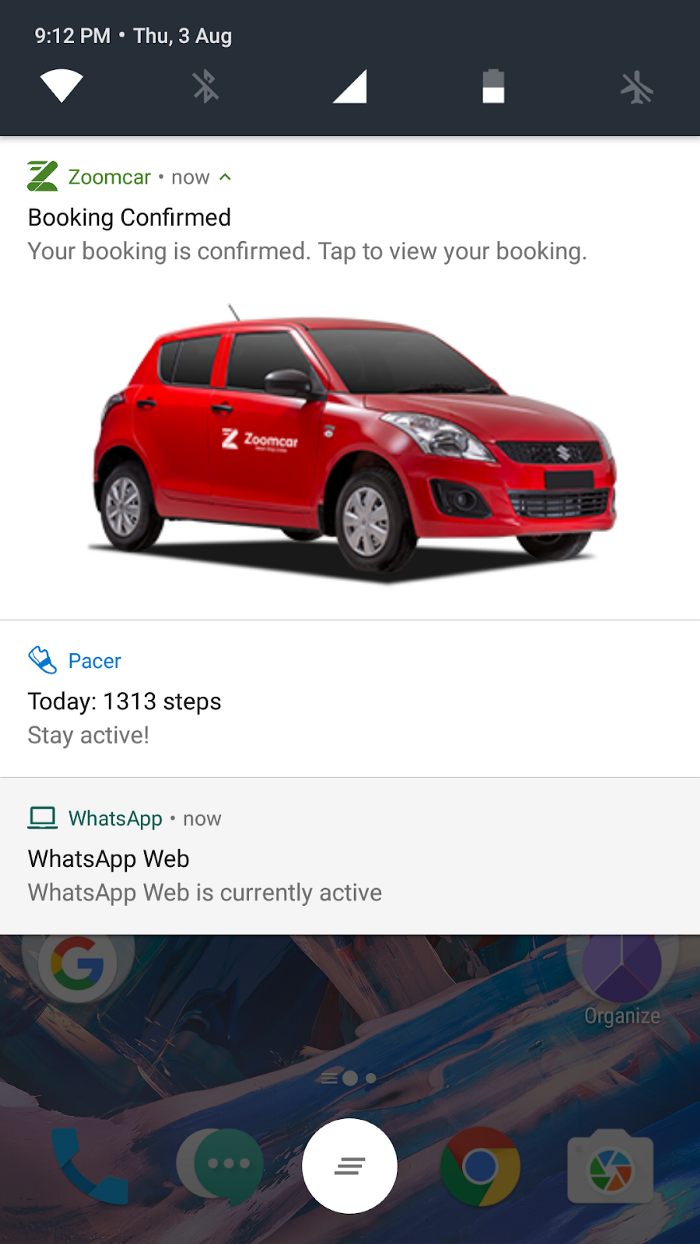 9:12 PM • Thu, 3 Aug
Zoomcar • now
Booking Confirmed
Your booking is confirmed. Tap to view your booking.
Zoomcar
Pacer
Today: 1313 steps
Stay active!
WhatsApp • now
WhatsApp Web
WhatsApp Web is currently active
Organize